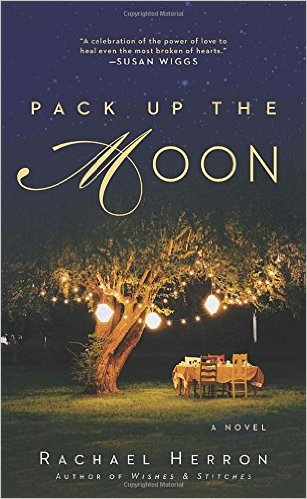 "A celebration of the power of love to
heal even the most broken of hearts."
—SUSAN WIGGS
PACK UP THE
MOON
A NOVEL
RACHAEL HERRON
AUTHOR OF WISHES & STITCHES